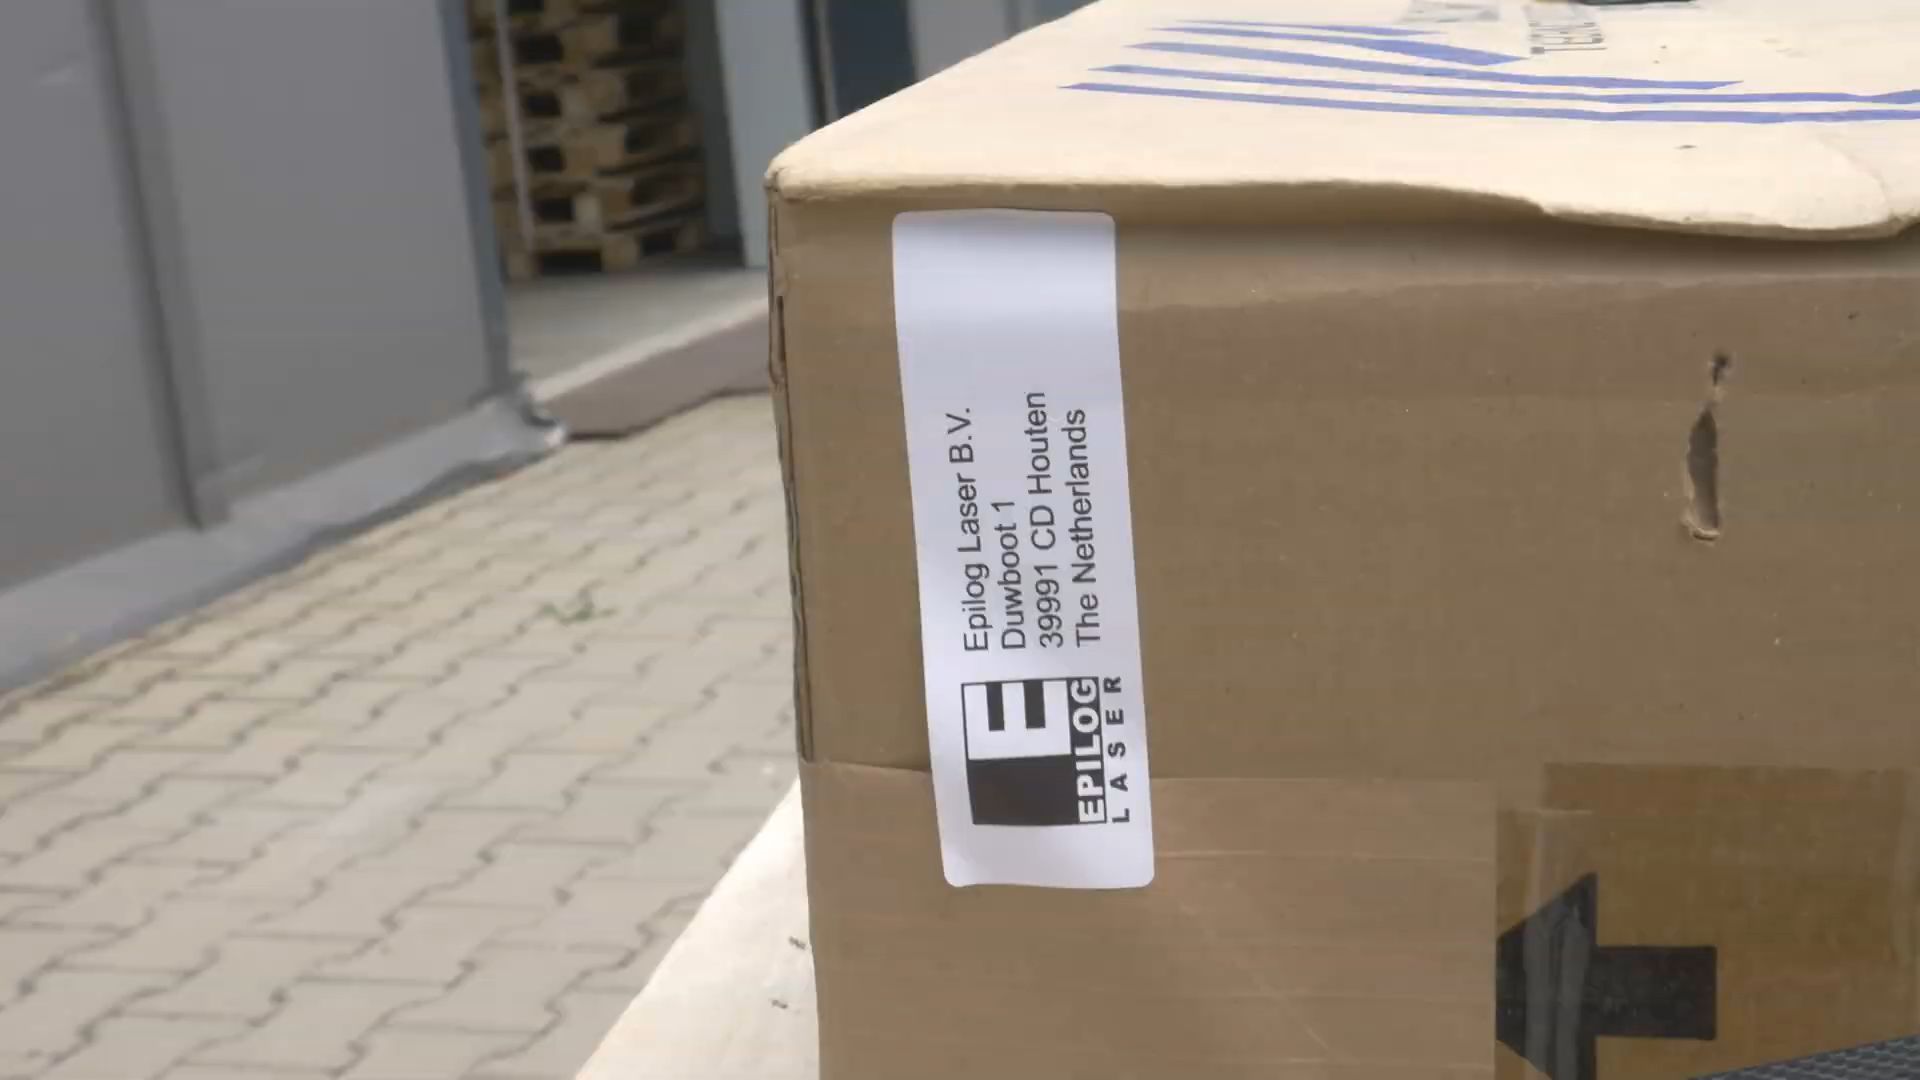 Epilog Laser B.V.
Duwboot 1
39991 CD Houten
The Netherlands
E
EPILOG
LASER